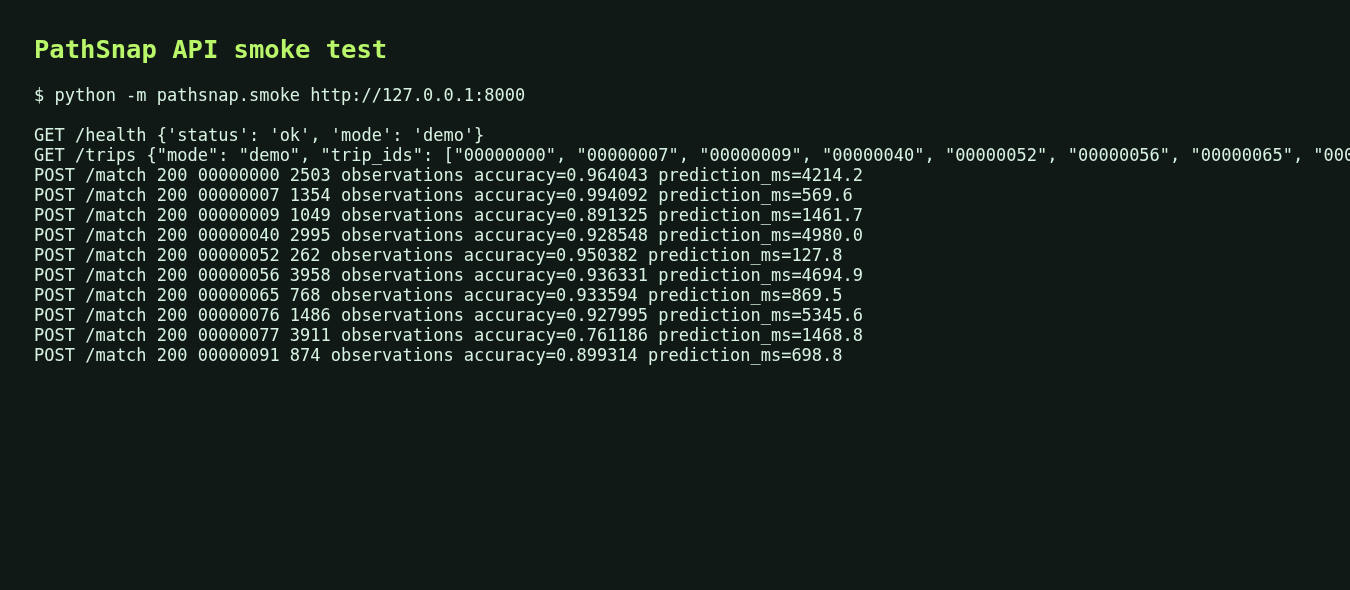 PathSnap API smoke test
$ python -m pathsnap.smoke http://127.0.0.1:8000
GET /health {'status': 'ok', 'mode': 'demo'}
GET /trips {"mode": "demo", "trip_ids": ["00000000", "00000007", "00000009", "00000040", "00000052", "00000056", "00000065", "000
POST /match 200 00000000 2503 observations accuracy=0.964043 prediction_ms=4214.2
POST /match 200 00000007 1354 observations accuracy=0.994092 prediction_ms=569.6
POST /match 200 00000009 1049 observations accuracy=0.891325 prediction_ms=1461.7
POST /match 200 00000040 2995 observations accuracy=0.928548 prediction_ms=4980.0
POST /match 200 00000052 262 observations accuracy=0.950382 prediction_ms=127.8
POST /match 200 00000056 3958 observations accuracy=0.936331 prediction_ms=4694.9
POST /match 200 00000065 768 observations accuracy=0.933594 prediction_ms=869.5
POST /match 200 00000076 1486 observations accuracy=0.927995 prediction_ms=5345.6
POST /match 200 00000077 3911 observations accuracy=0.761186 prediction_ms=1468.8
POST /match 200 00000091 874 observations accuracy=0.899314 prediction_ms=698.8